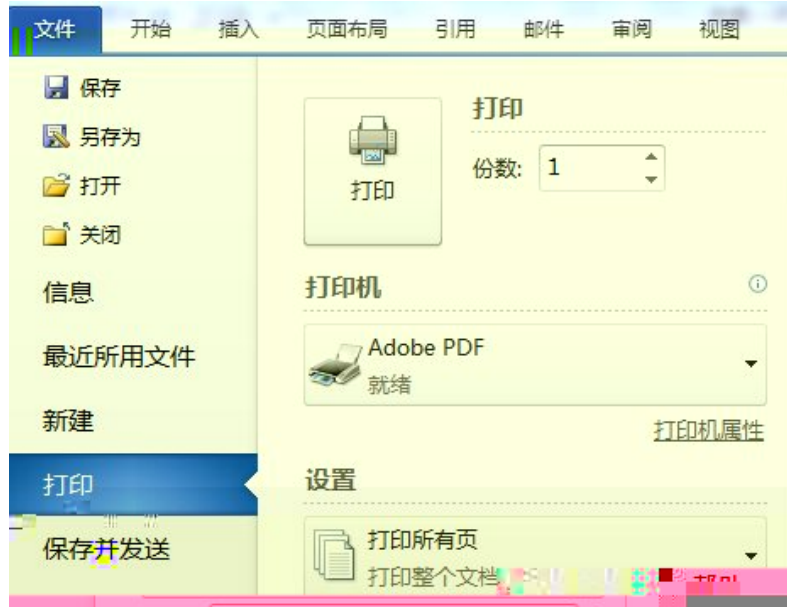 文件 开始 插入 页面布局 引用 邮件 审阅 视图
保存
另存为
打开
关闭
信息
最近所用文件
新建
打印
保存并发送
打印
打印
份数: 1
打印机
Adobe PDF
就绪
打印机属性
设置
打印所有页
打印整个文档